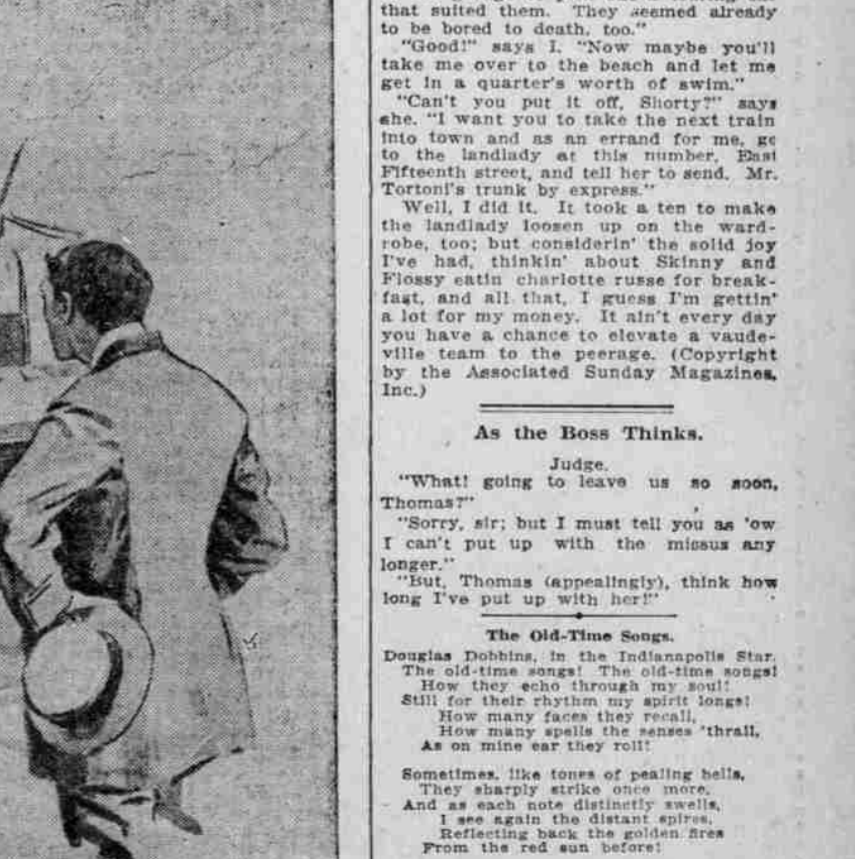 that suited them. They seemed already
to be bored to death, too."
"Good!" says I. "Now maybe you'll
take me over to the beach and let me
get in a quarter's worth of swim."
"Can't you put it off, Shorty?" says
she. "I want you to take the next train
into town and as an errand for me, go
to the landlady at this number, East
Fifteenth street, and tell her to send. Mr.
Tortoni's trunk by express."
Well, I did it. It took a ten to make
the landlady loosen up on the ward-
robe, too; but considerin' the solid joy
I've had, thinkin' about Skinny and
Flossy eatin charlotte russe for break-
fast, and all that, I guess I'm gettin'
a lot for my money. It ain't every day
you have a chance to elevate a vaude-
ville team to the peerage. (Copyright
by the Associated Sunday Magazines,
Inc.)
As the Boss Thinks.
Judge.
"What! going to leave us so soon,
Thomas?"
"Sorry, sir; but I must tell you as 'ow
I can't put up with the missus any
longer."
"But, Thomas (appealingly), think how
long I've put up with her!"
The Old-Time Songs.
Douglas Dobbins, in the Indianapolis Star.
The old-time songs! The old-time songs!
How they echo through my soul!
Still for their rhythm my spirit longs!
How many faces they recall,
How many spells the senses 'thrall,
As on mine ear they roll!
Sometimes, like tones of pealing bells,
They sharply strike once more,
And as each note distinctly swells,
I see again the distant spires,
Reflecting back the golden fires
From the red sun before!